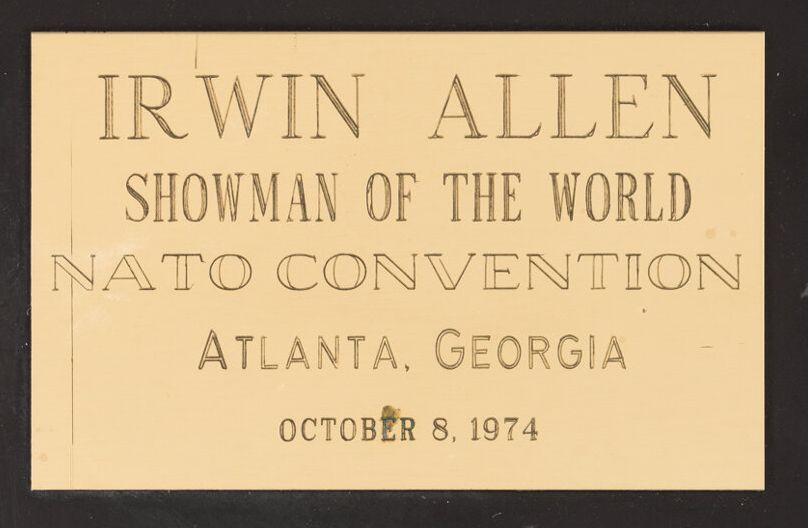 IRWIN ALLEN
SHOWMAN OF THE WORLD
NATO CONVENTION
ATLANTA, GEORGIA
OCTOBER 8, 1974